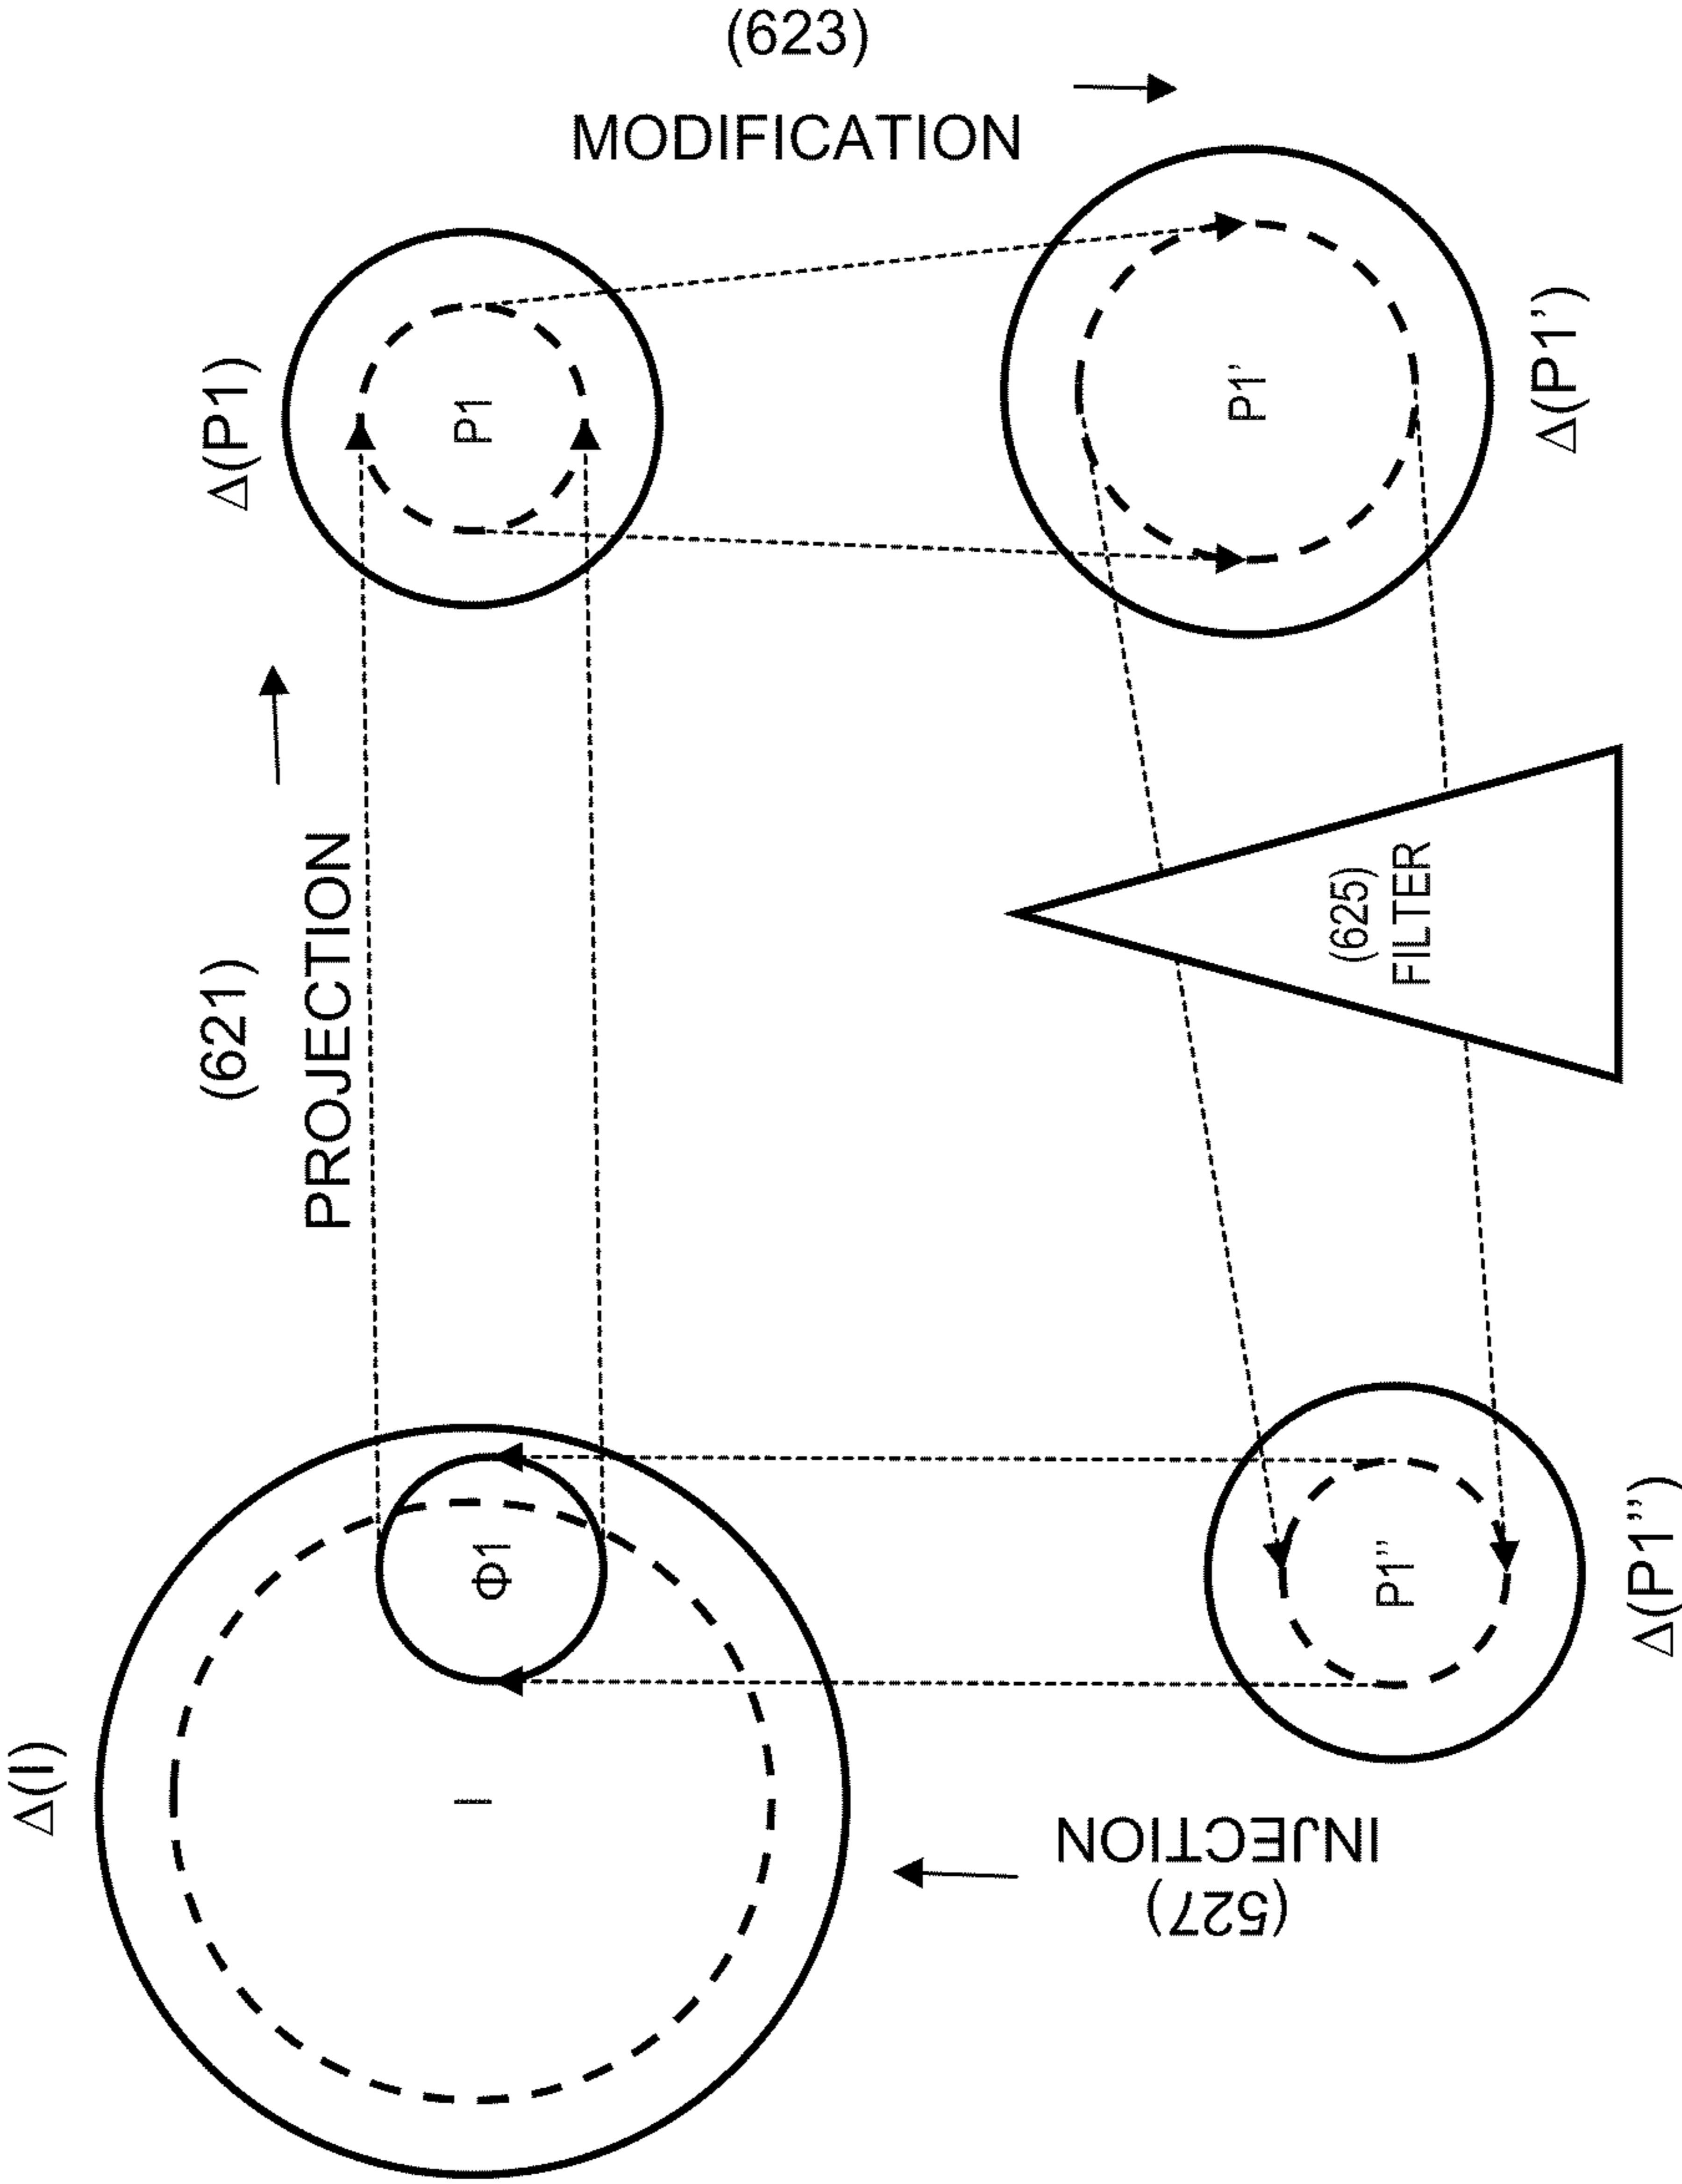 (623)
MODIFICATION
Δ(P1)
P1
(621)
PROJECTION
P1’
Δ(P1’)
(625)
FILTER
Δ(I)
I
Φ1
P1’’
Δ(P1’’)
INJECTION
(527)